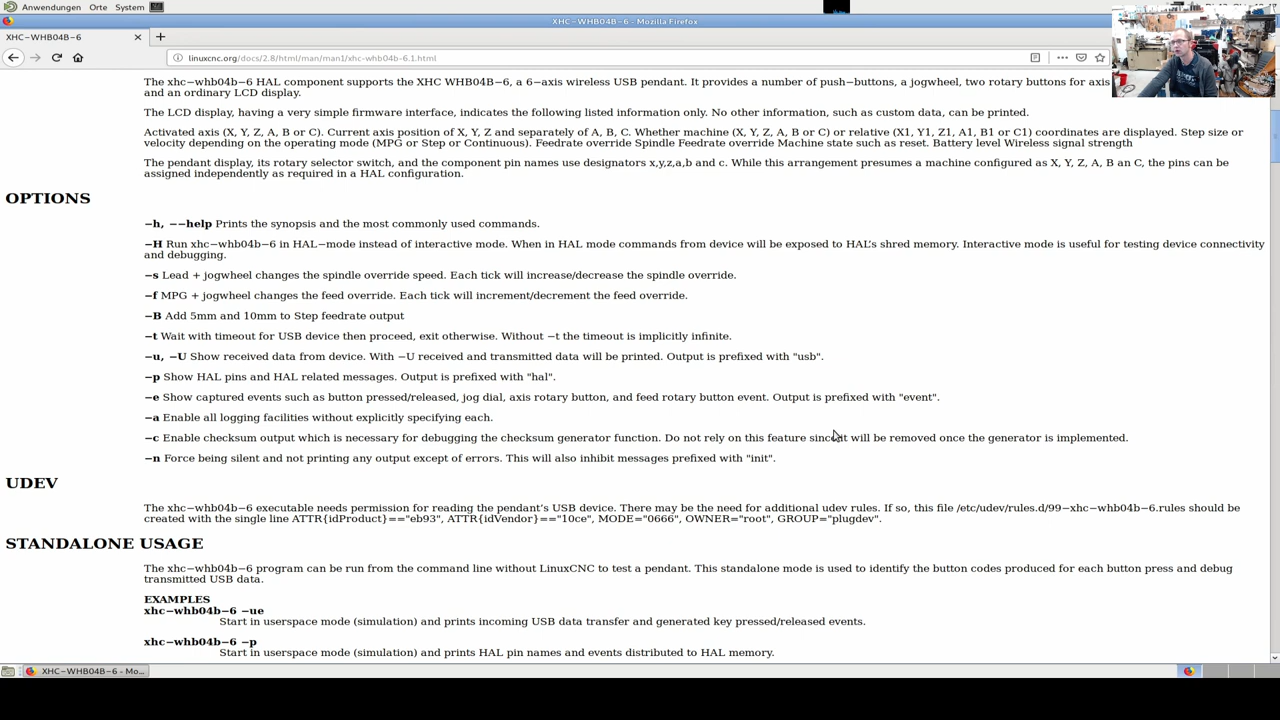 Anwendungen Orte System
XHC-WHB04B-6 - Mozilla Firefox
XHC-WHB04B-6
linuxcnc.org/docs/2.8/html/man/man1/xhc-whb04b-6.1.html
The xhc−whb04b−6 HAL component supports the XHC WHB04B−6, a 6−axis wireless USB pendant. It provides a number of push−buttons, a jogwheel, two rotary buttons for axis
and an ordinary LCD display.
The LCD display, having a very simple firmware interface, indicates the following listed information only. No other information, such as custom data, can be printed.
Activated axis (X, Y, Z, A, B or C). Current axis position of X, Y, Z and separately of A, B, C. Whether machine (X, Y, Z, A, B or C) or relative (X1, Y1, Z1, A1, B1 or C1) coordinates are displayed. Step size or
velocity depending on the operating mode (MPG or Step or Continuous). Feedrate override Spindle Feedrate override Machine state such as reset. Battery level Wireless signal strength
The pendant display, its rotary selector switch, and the component pin names use designators x,y,z,a,b and c. While this arrangement presumes a machine configured as X, Y, Z, A, B an C, the pins can be
assigned independently as required in a HAL configuration.
OPTIONS
−h, −−help Prints the synopsis and the most commonly used commands.
−H Run xhc−whb04b−6 in HAL−mode instead of interactive mode. When in HAL mode commands from device will be exposed to HAL's shred memory. Interactive mode is useful for testing device connectivity
and debugging.
−s Lead + jogwheel changes the spindle override speed. Each tick will increase/decrease the spindle override.
−f MPG + jogwheel changes the feed override. Each tick will increment/decrement the feed override.
−B Add 5mm and 10mm to Step feedrate output
−t Wait with timeout for USB device then proceed, exit otherwise. Without −t the timeout is implicitly infinite.
−u, −U Show received data from device. With −U received and transmitted data will be printed. Output is prefixed with "usb".
−p Show HAL pins and HAL related messages. Output is prefixed with "hal".
−e Show captured events such as button pressed/released, jog dial, axis rotary button, and feed rotary button event. Output is prefixed with "event".
−a Enable all logging facilities without explicitly specifying each.
−c Enable checksum output which is necessary for debugging the checksum generator function. Do not rely on this feature since it will be removed once the generator is implemented.
−n Force being silent and not printing any output except of errors. This will also inhibit messages prefixed with "init".
UDEV
The xhc−whb04b−6 executable needs permission for reading the pendant's USB device. There may be the need for additional udev rules. If so, this file /etc/udev/rules.d/99−xhc−whb04b−6.rules should be
created with the single line ATTR{idProduct}=="eb93", ATTR{idVendor}=="10ce", MODE="0666", OWNER="root", GROUP="plugdev".
STANDALONE USAGE
The xhc−whb04b−6 program can be run from the command line without LinuxCNC to test a pendant. This standalone mode is used to identify the button codes produced for each button press and debug
transmitted USB data.
EXAMPLES
xhc−whb04b−6 −ue
Start in userspace mode (simulation) and prints incoming USB data transfer and generated key pressed/released events.
xhc−whb04b−6 −p
Start in userspace mode (simulation) and prints HAL pin names and events distributed to HAL memory.
XHC-WHB04B-6 - Mo...